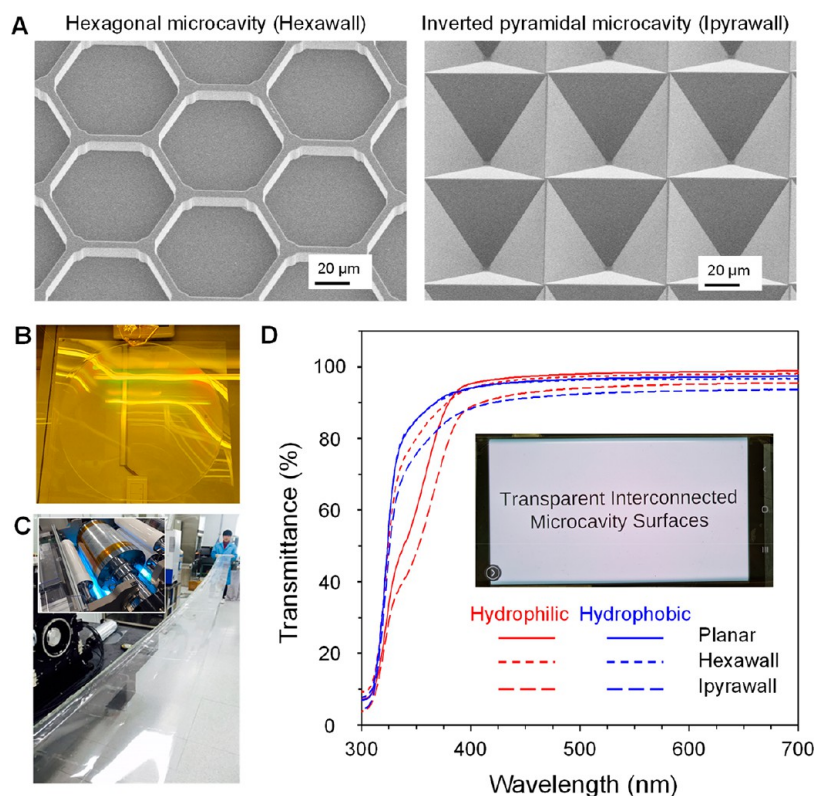 A
Hexagonal microcavity (Hexawall)
Inverted pyramidal microcavity (Ipyrawall)
20 µm
20 µm
B
C
D
Transmittance (%)
100
80
60
40
20
0
300
400
500
600
700
Wavelength (nm)
Transparent Interconnected
Microcavity Surfaces
Hydrophilic Hydrophobic
Planar
Hexawall
Ipyrawall